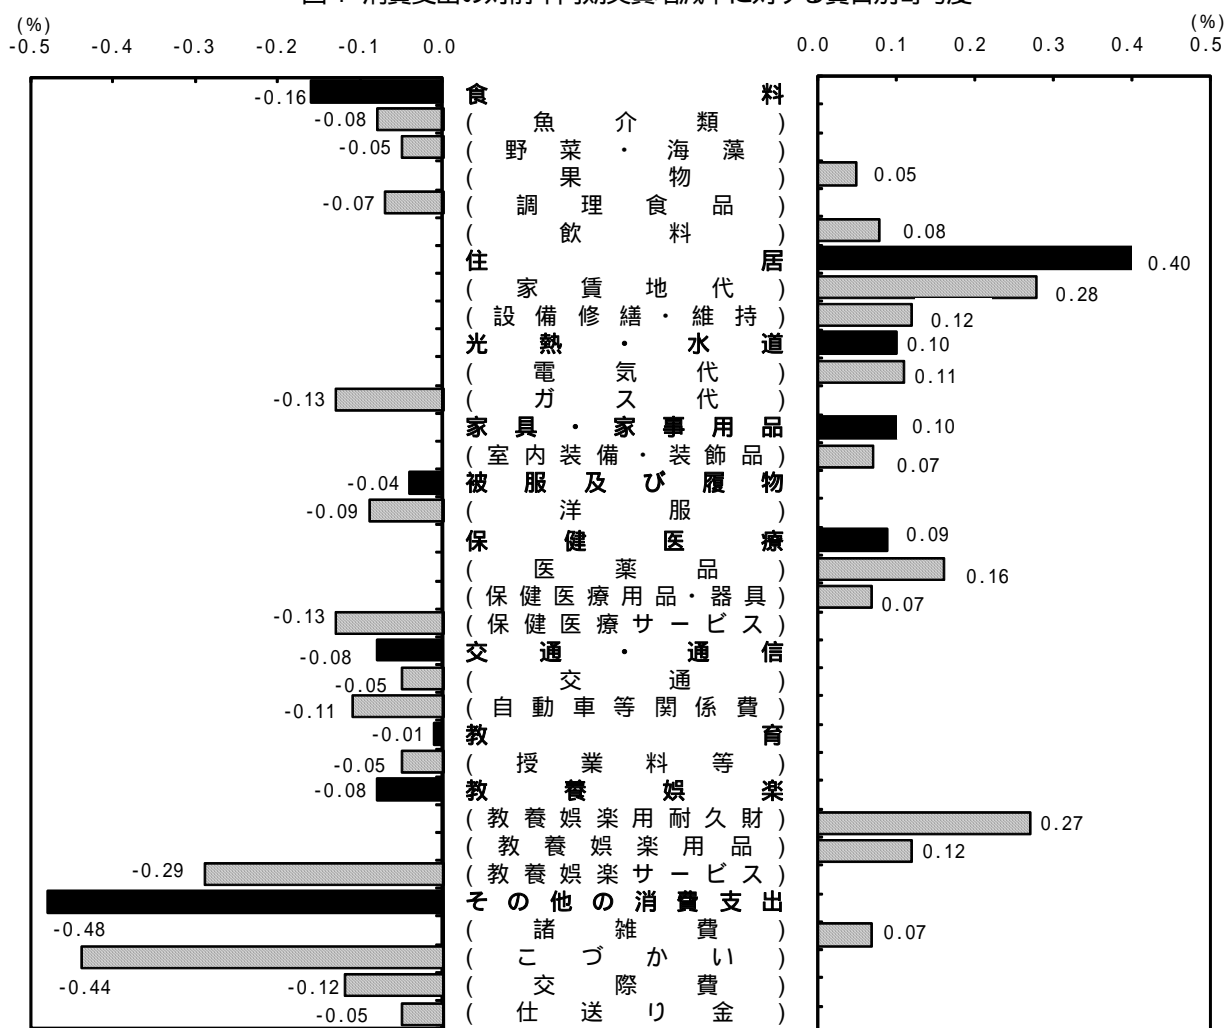 (%) (%)
-0.5 -0.4 -0.3 -0.2 -0.1 0.0 0.0 0.1 0.2 0.3 0.4 0.5
-0.16 食料
-0.08 (魚介類)
-0.05 (野菜・海藻)
(果物) 0.05
-0.07 (調理食品)
(飲料) 0.08
住居 0.40
(家賃地代) 0.28
(設備修繕・維持) 0.12
光熱・水道 0.10
(電気代) 0.11
-0.13 (ガス代)
家具・家事用品 0.10
(室内装備・装飾品) 0.07
-0.04 被服及び履物
-0.09 (洋服)
保健医療 0.09
(医薬品) 0.16
(保健医療用品・器具) 0.07
-0.13 (保健医療サービス)
-0.08 交通・通信
-0.05 (交通)
-0.11 (自動車等関係費)
-0.01 教育
-0.05 (授業料等)
-0.08 教養娯楽
(教養娯楽用耐久財) 0.27
(教養娯楽用品) 0.12
-0.29 (教養娯楽サービス)
-0.48 その他の消費支出
(諸雑費) 0.07
-0.44 (こづかい)
-0.12 (交際費)
-0.05 (仕送り金)